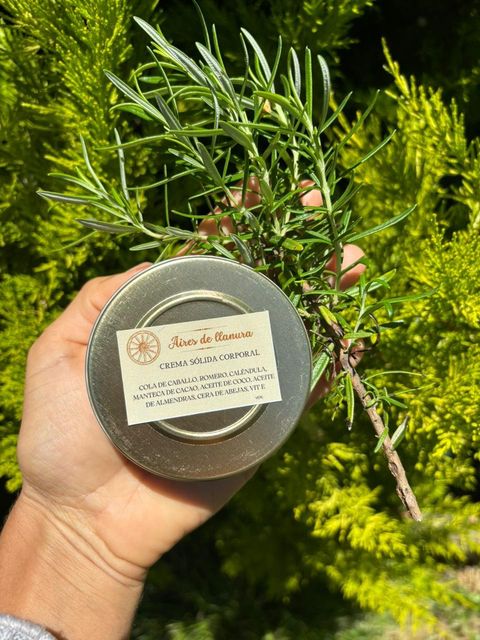 Aires de llanura
CREMA SÓLIDA CORPORAL
COLA DE CABALLO, ROMERO, CALÉNDULA,
MANTECA DE CACAO, ACEITE DE COCO, ACEITE
DE ALMENDRAS, CERA DE ABEJAS, VIT E